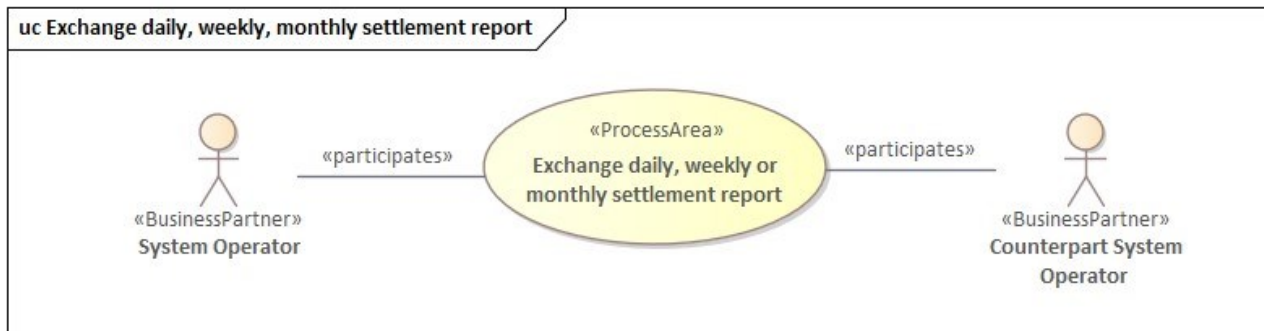 uc Exchange daily, weekly, monthly settlement report
«ProcessArea»
Exchange daily, weekly or
monthly settlement report
«participates»
«participates»
«BusinessPartner»
System Operator
«BusinessPartner»
Counterpart System
Operator